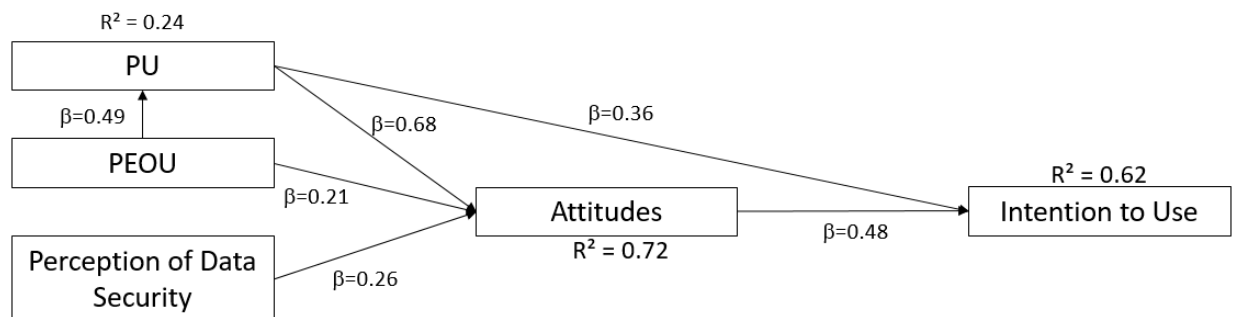 R² = 0.24
PU
β=0.49
β=0.36
β=0.68
PEOU
β=0.21
R² = 0.62
Attitudes
Intention to Use
β=0.48
R² = 0.72
Perception of Data
Security
β=0.26